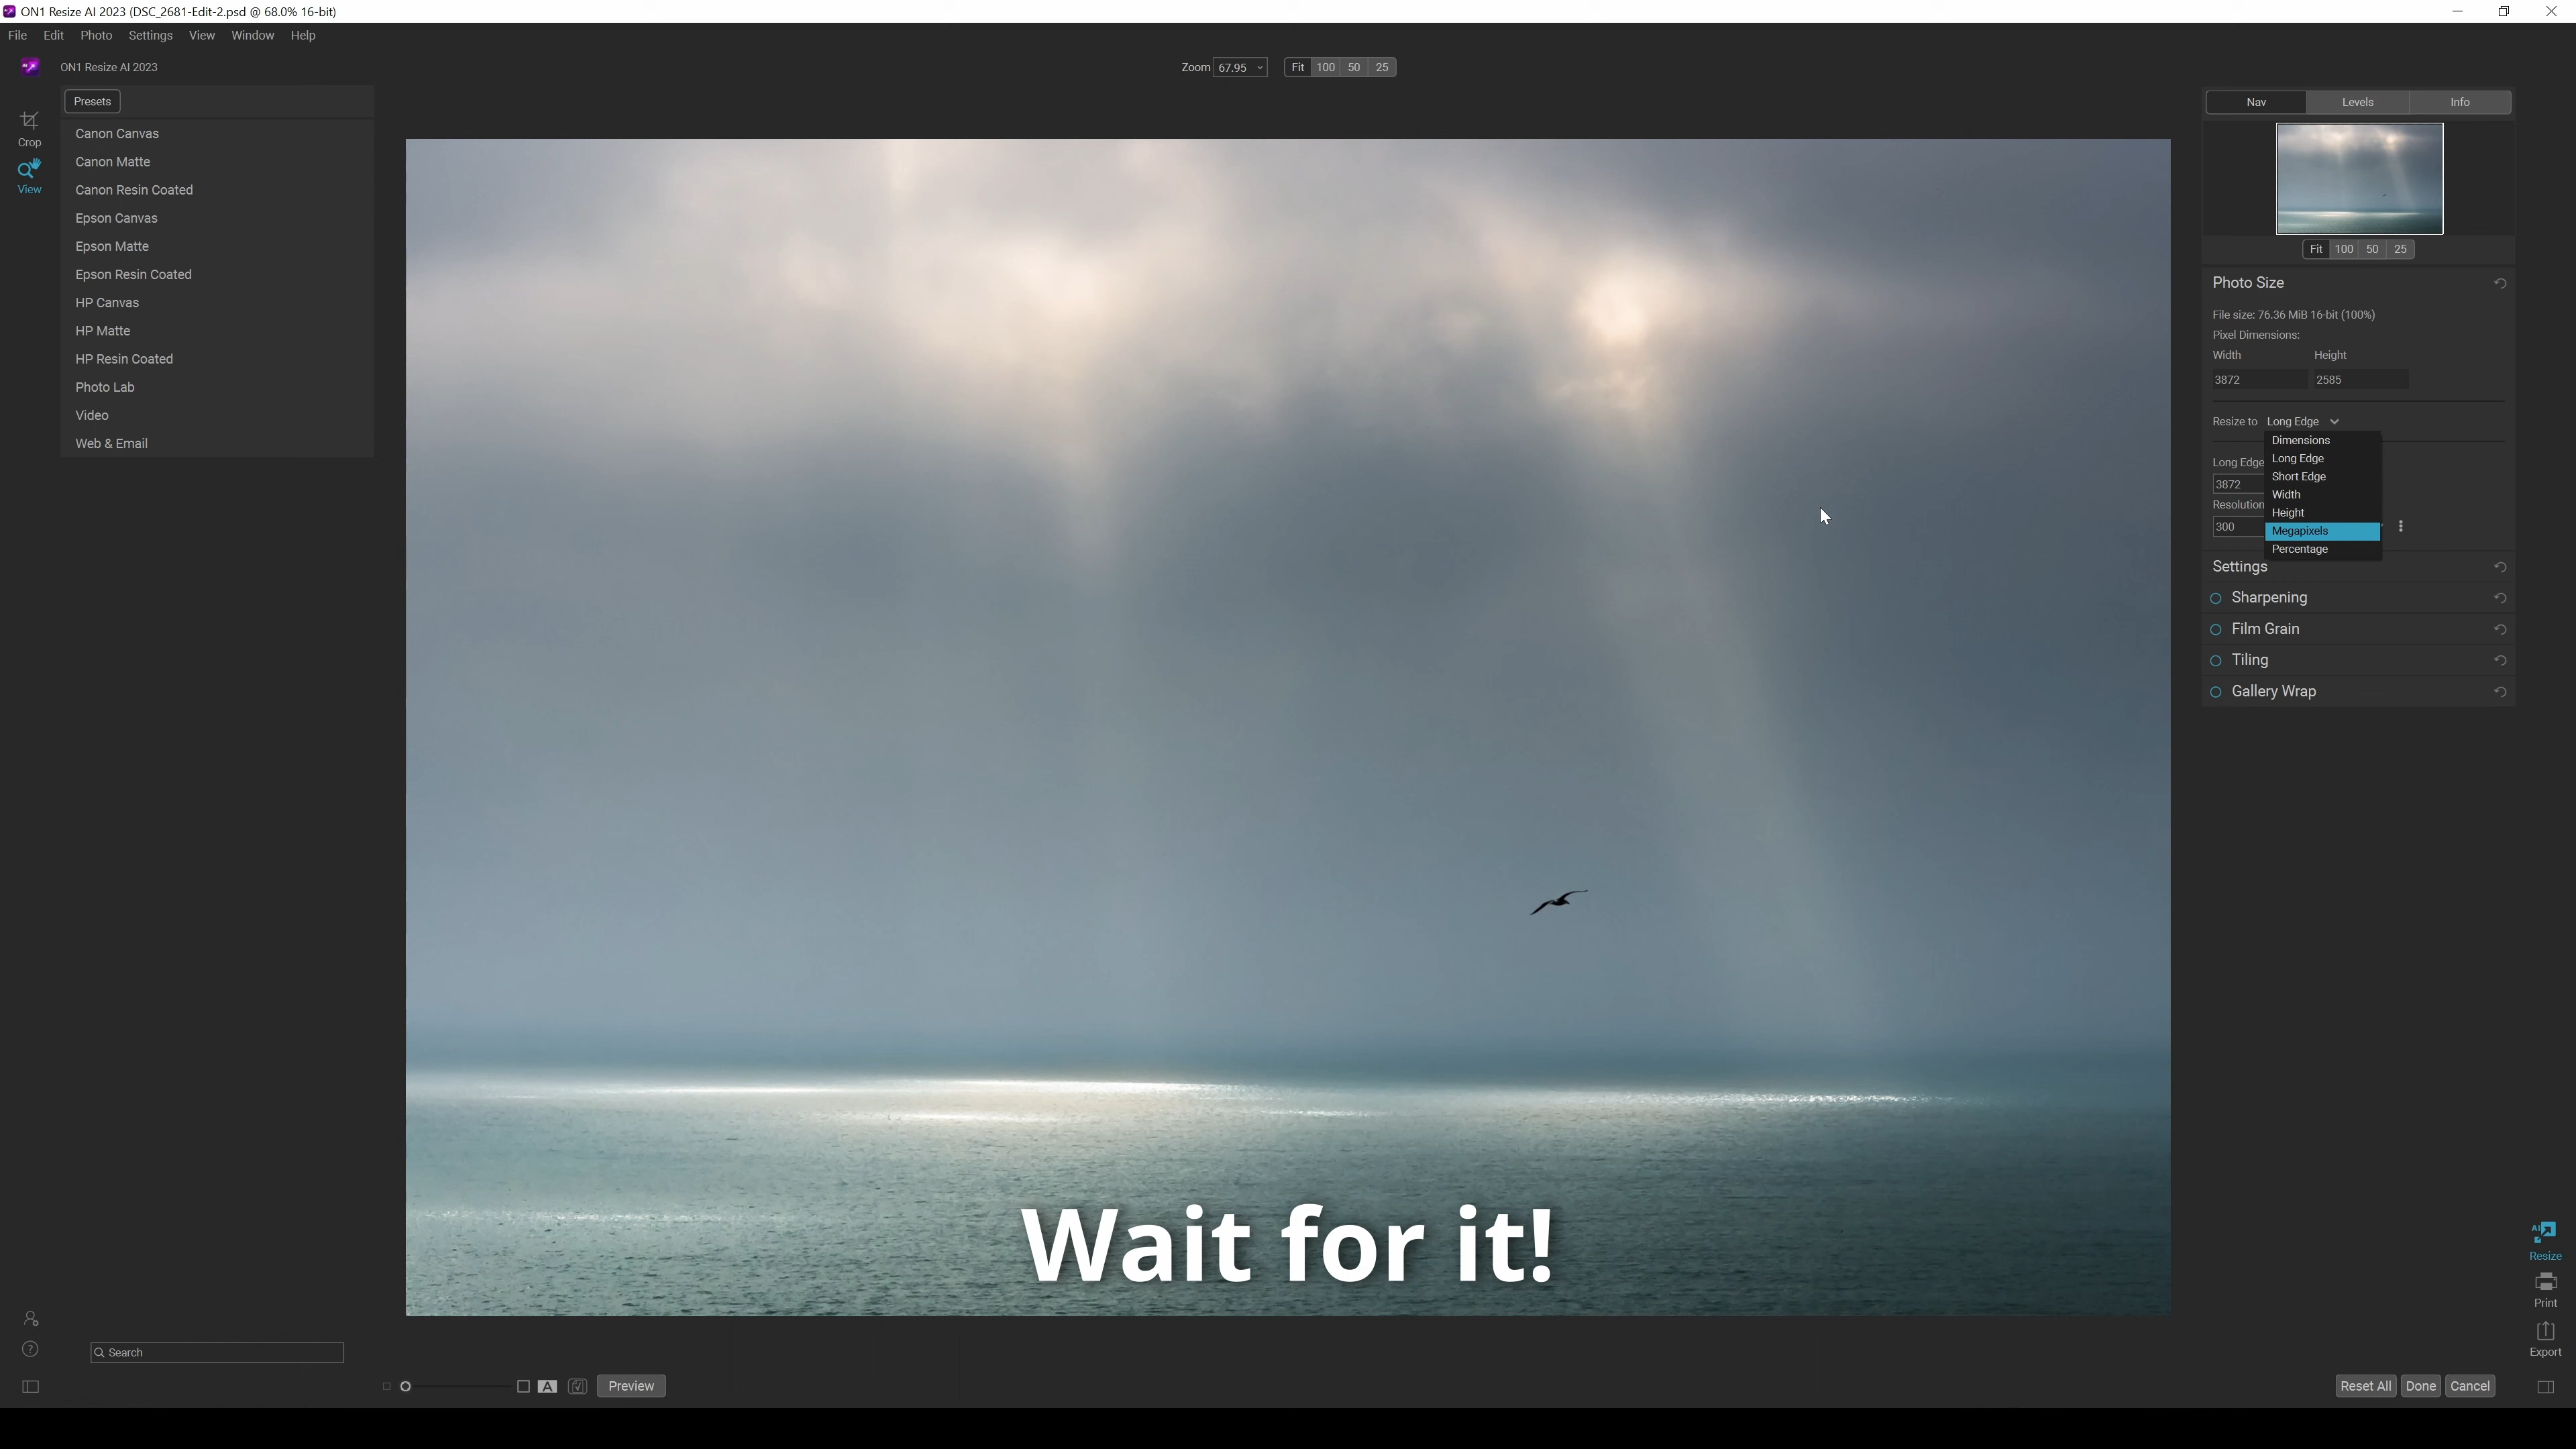 ON1 Resize AI 2023 (DSC_2681-Edit-2.psd @ 68.0% 16-bit)
File Edit Photo Settings View Window Help
ON1 Resize AI 2023
Zoom 67.95 Fit 100 50 25
Crop
View
Presets
Canon Canvas
Canon Matte
Canon Resin Coated
Epson Canvas
Epson Matte
Epson Resin Coated
HP Canvas
HP Matte
HP Resin Coated
Photo Lab
Video
Web & Email
Nav Levels Info
Fit 100 50 25
Photo Size
File size: 76.36 MiB 16-bit (100%)
Pixel Dimensions:
Width Height
3872 2585
Resize to Long Edge
Dimensions
Long Edge
Short Edge
Width
Height
Megapixels
Percentage
Long Edge
3872
Resolution
300
Settings
Sharpening
Film Grain
Tiling
Gallery Wrap
Wait for it!
AI
Resize
Print
Export
Search
A
Preview
Reset All Done Cancel